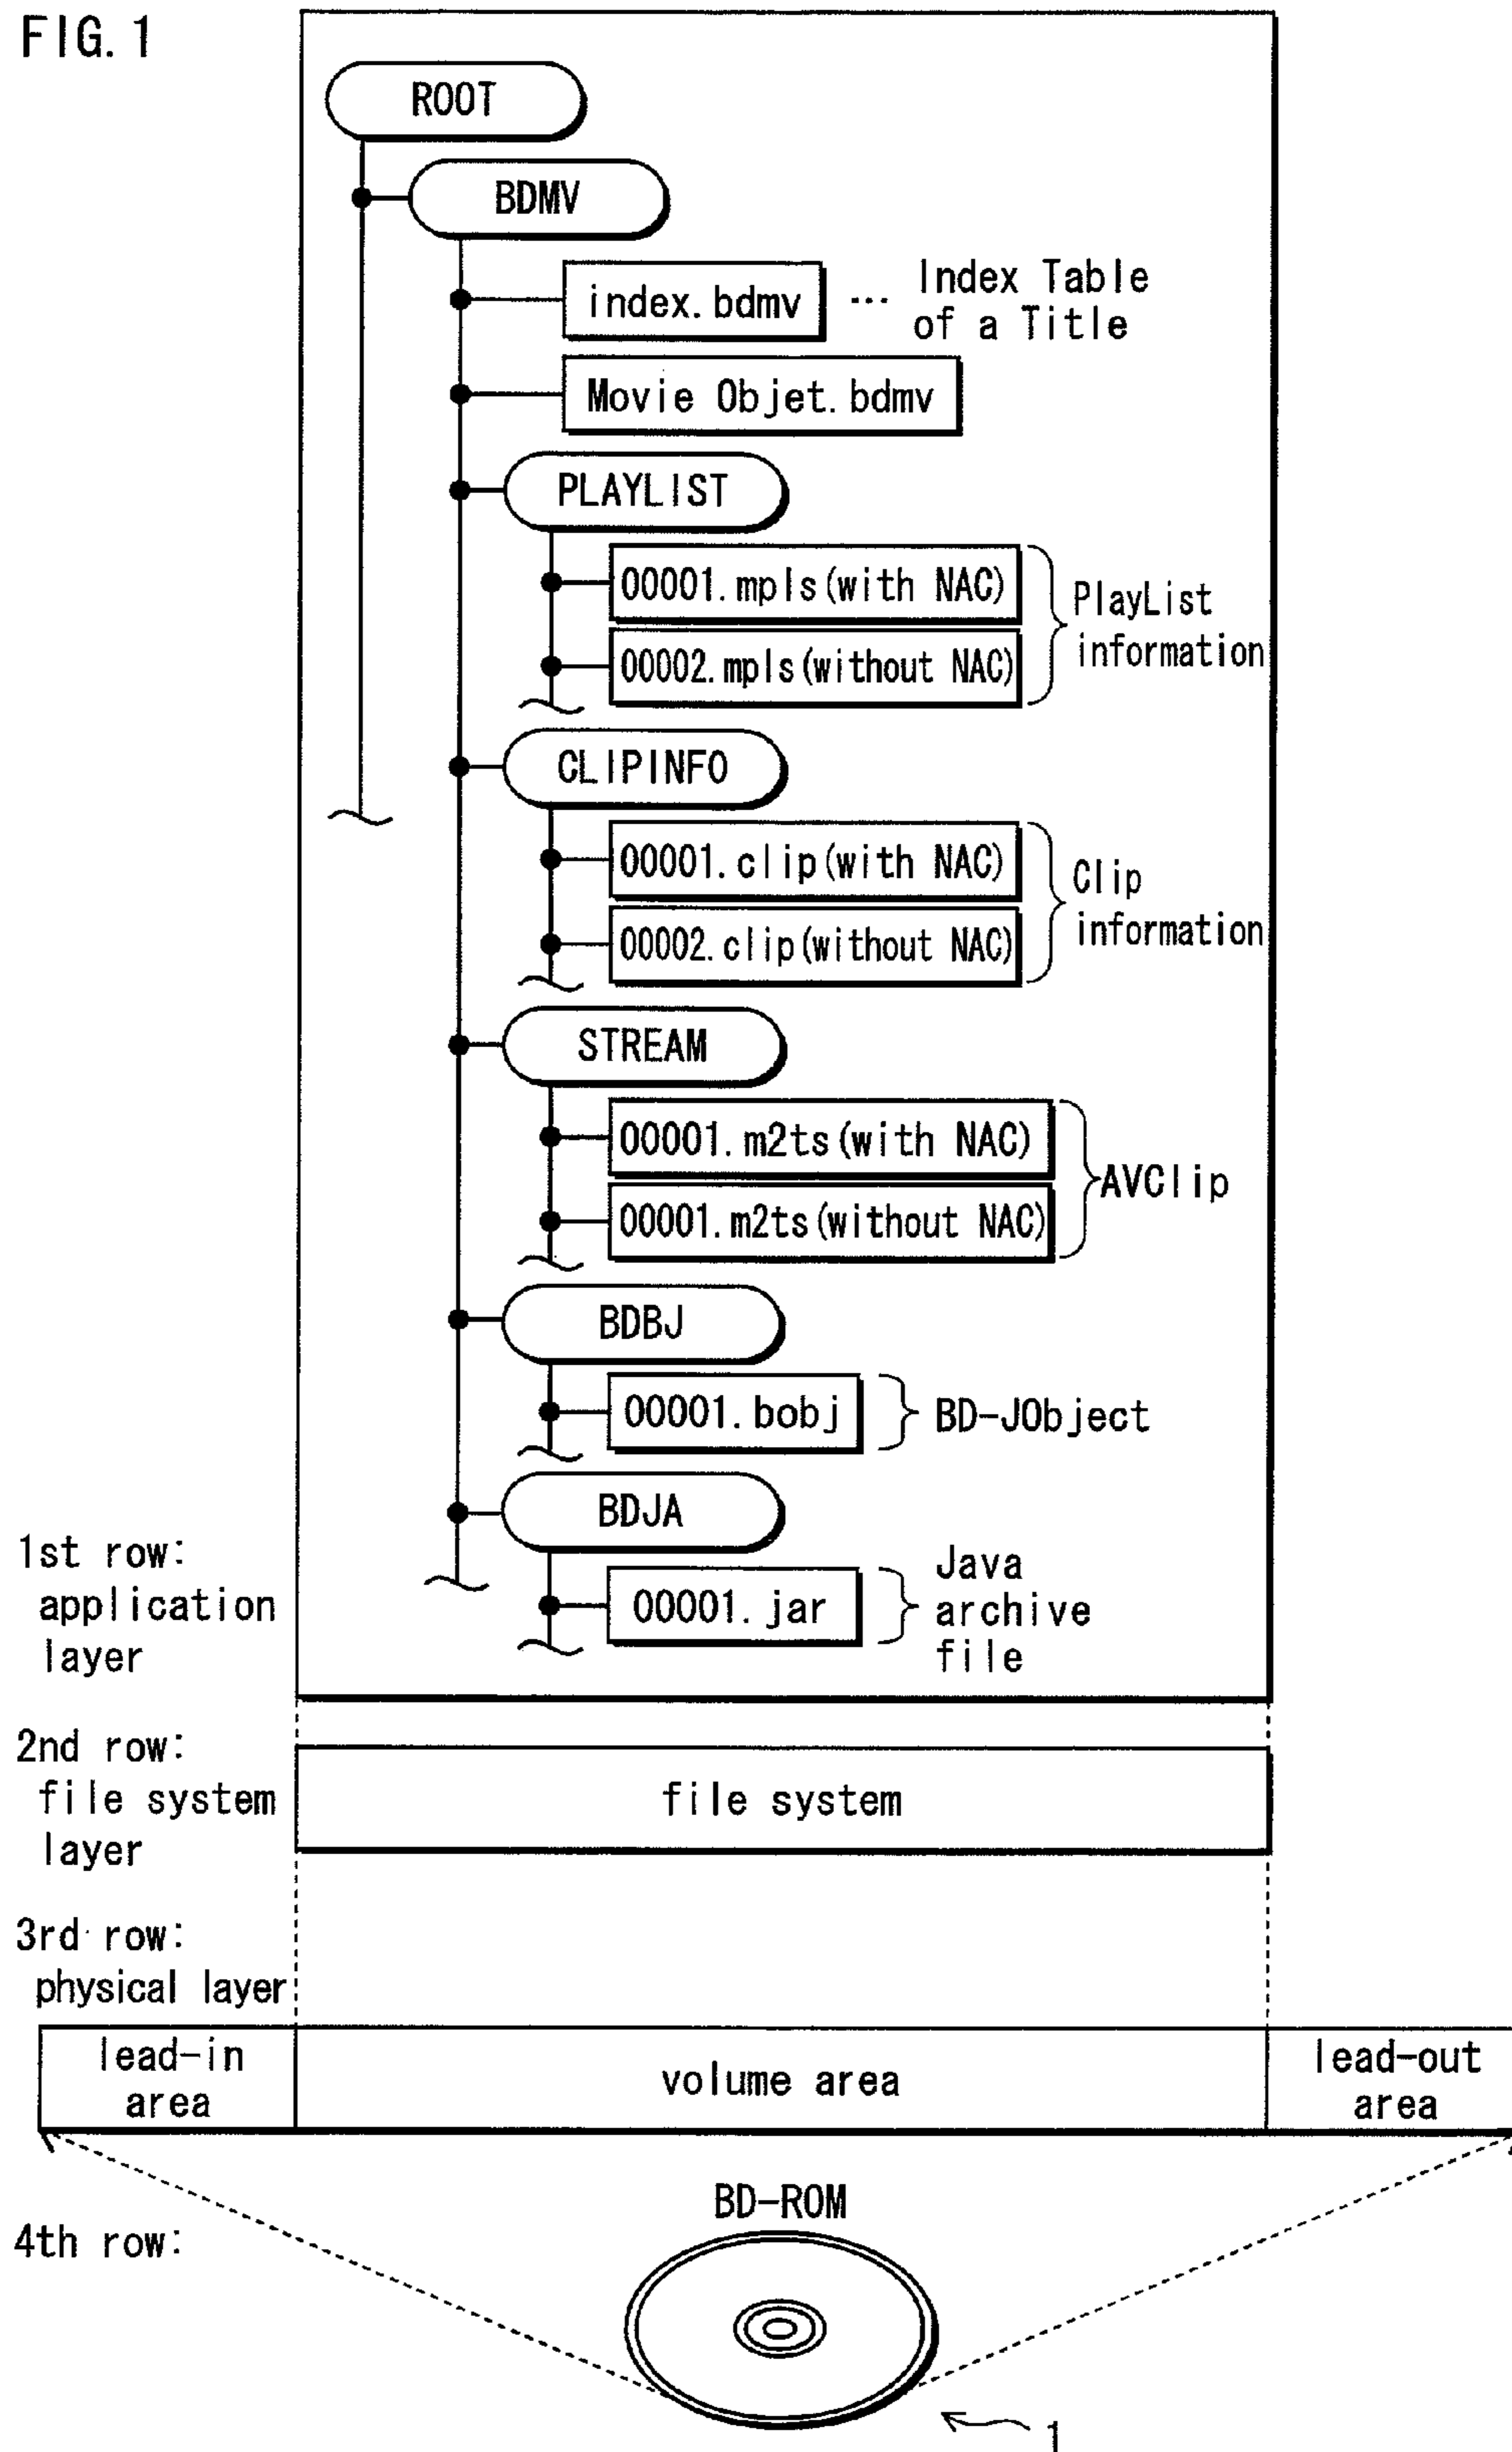 FIG. 1
ROOT
BDMV
index.bdmv
... Index Table
of a Title
Movie Objet.bdmv
PLAYLIST
00001.mpls(with NAC)
00002.mpls(without NAC)
PlayList
information
CLIPINFO
00001.clip(with NAC)
00002.clip(without NAC)
Clip
information
STREAM
00001.m2ts(with NAC)
00001.m2ts(without NAC)
AVClip
BDBJ
00001.bobj
BD-JObject
BDJA
00001.jar
Java
archive
file
1st row:
application
layer
2nd row:
file system
layer
file system
3rd row:
physical layer
lead-in
area
volume area
lead-out
area
BD-ROM
4th row:
1